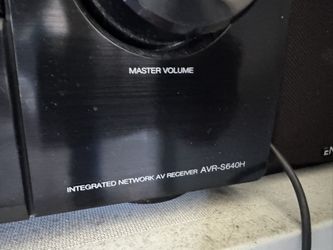 MASTER VOLUME
INTEGRATED NETWORK AV RECEIVER AVR-S640H